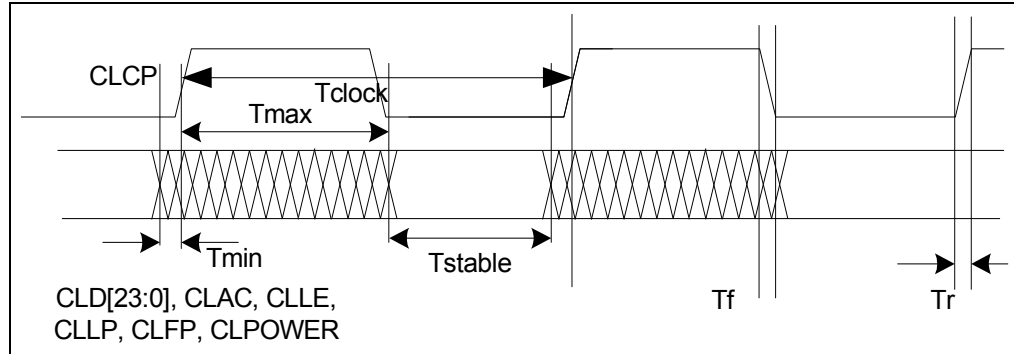 CLCP
Tclock
Tmax
Tmin
Tstable
Tf
Tr
CLD[23:0], CLAC, CLLE,
CLLP, CLFP, CLPOWER